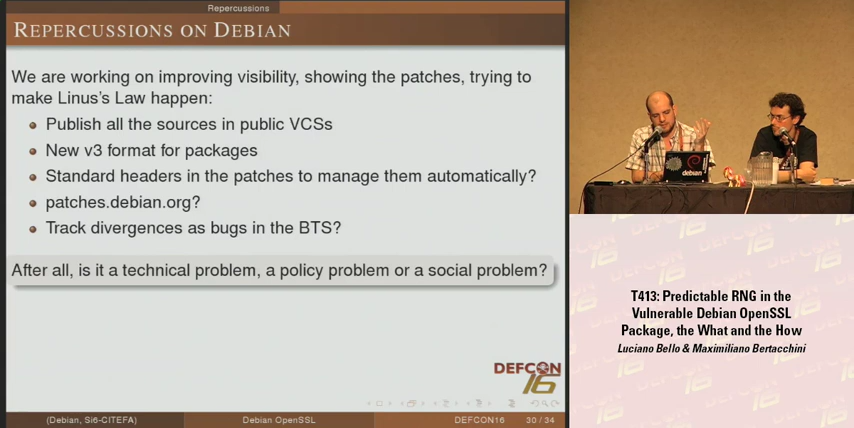 Repercussions
REPERCUSSIONS ON DEBIAN
We are working on improving visibility, showing the patches, trying to
make Linus's Law happen:
Publish all the sources in public VCSs
New v3 format for packages
Standard headers in the patches to manage them automatically?
patches.debian.org?
Track divergences as bugs in the BTS?
After all, is it a technical problem, a policy problem or a social problem?
DEFCON
16
(Debian, Si6-CITEFA)
Debian OpenSSL
DEFCON16
30 / 34
debian
T413: Predictable RNG in the
Vulnerable Debian OpenSSL
Package, the What and the How
Luciano Bello & Maximiliano Bertacchini